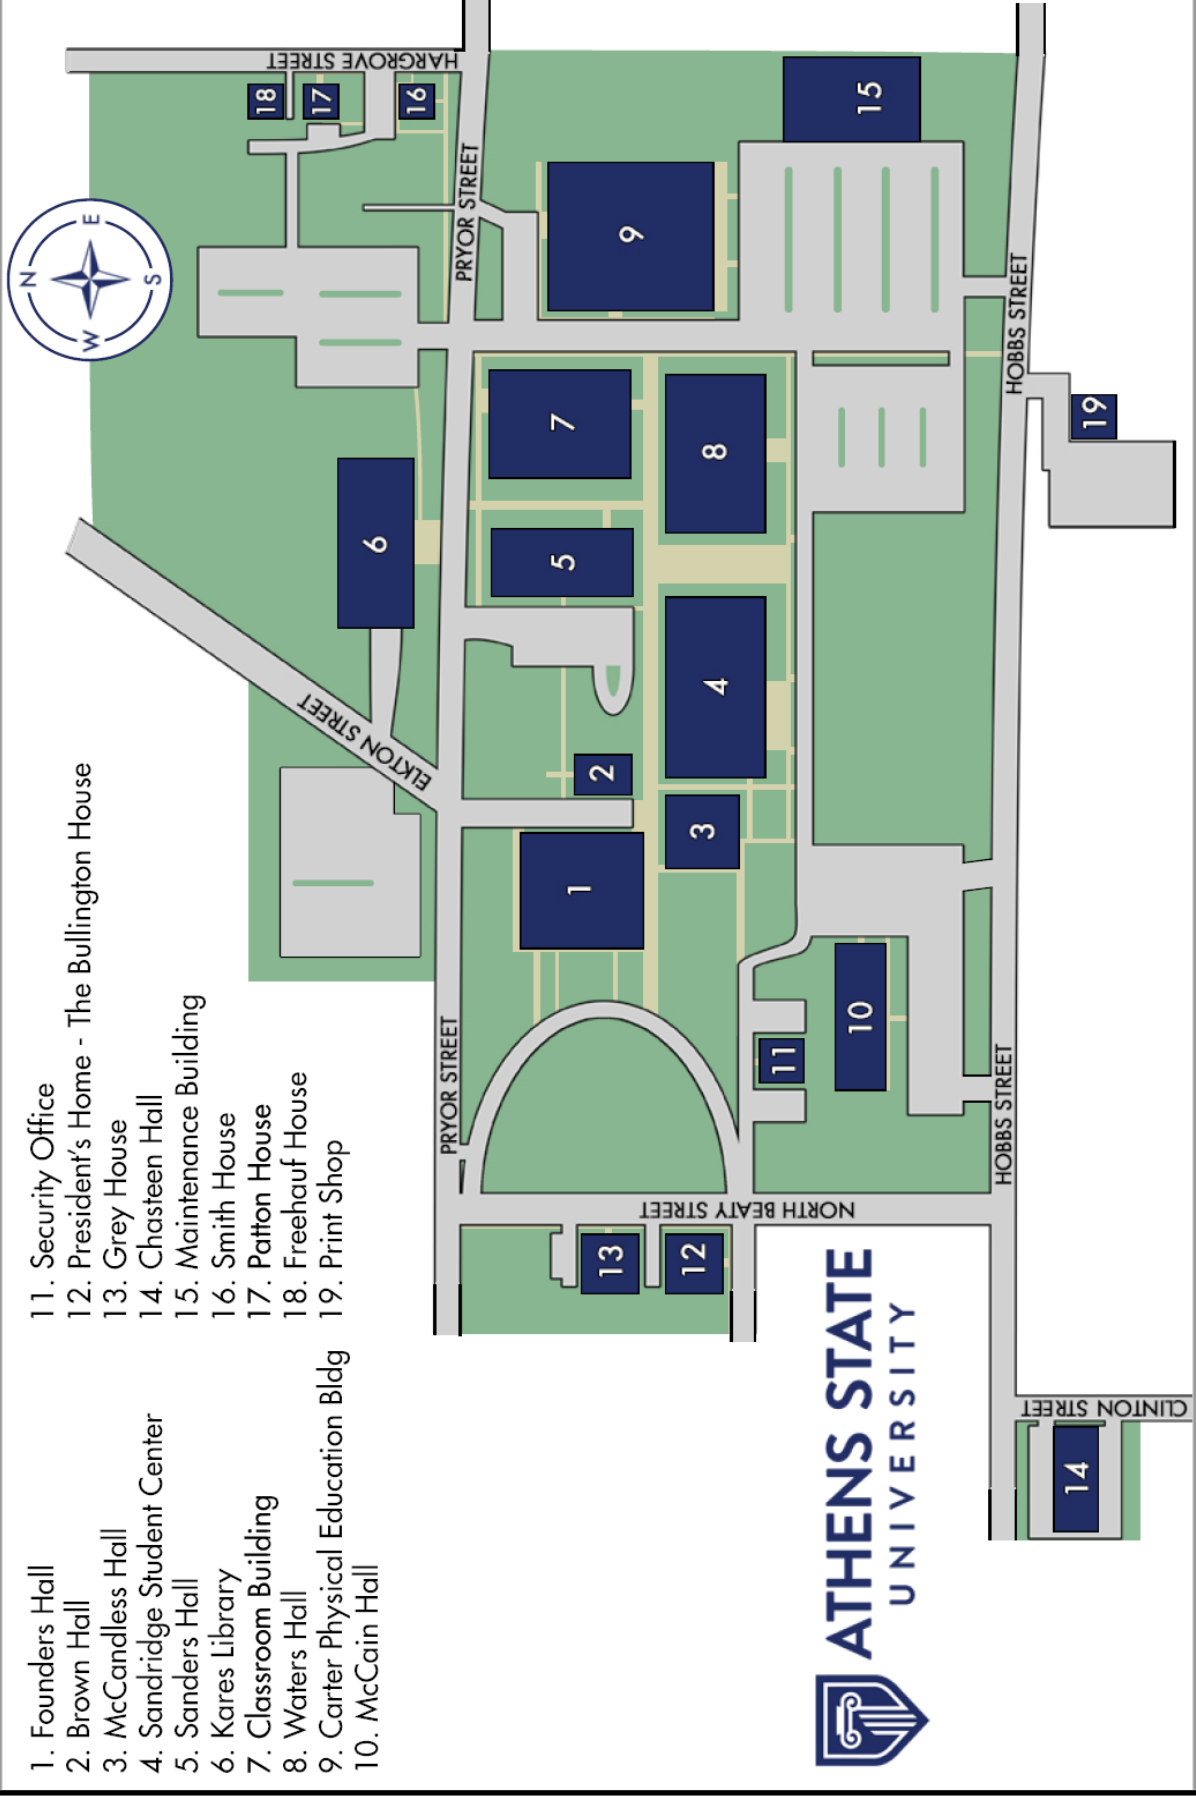 1. Founders Hall
2. Brown Hall
3. McCandless Hall
4. Sandridge Student Center
5. Sanders Hall
6. Kares Library
7. Classroom Building
8. Waters Hall
9. Carter Physical Education Bldg
10. McCain Hall
11. Security Office
12. President's Home - The Bullington House
13. Grey House
14. Chasteen Hall
15. Maintenance Building
16. Smith House
17. Patton House
18. Freehauf House
19. Print Shop
N
E
S
W
HARGROVE STREET
18
17
16
PRYOR STREET
15
9
7
8
6
5
4
ELKTON STREET
2
3
1
HOBBS STREET
19
10
11
PRYOR STREET
HOBBS STREET
NORTH BEATY STREET
13
12
CLINTON STREET
14
ATHENS STATE
UNIVERSITY